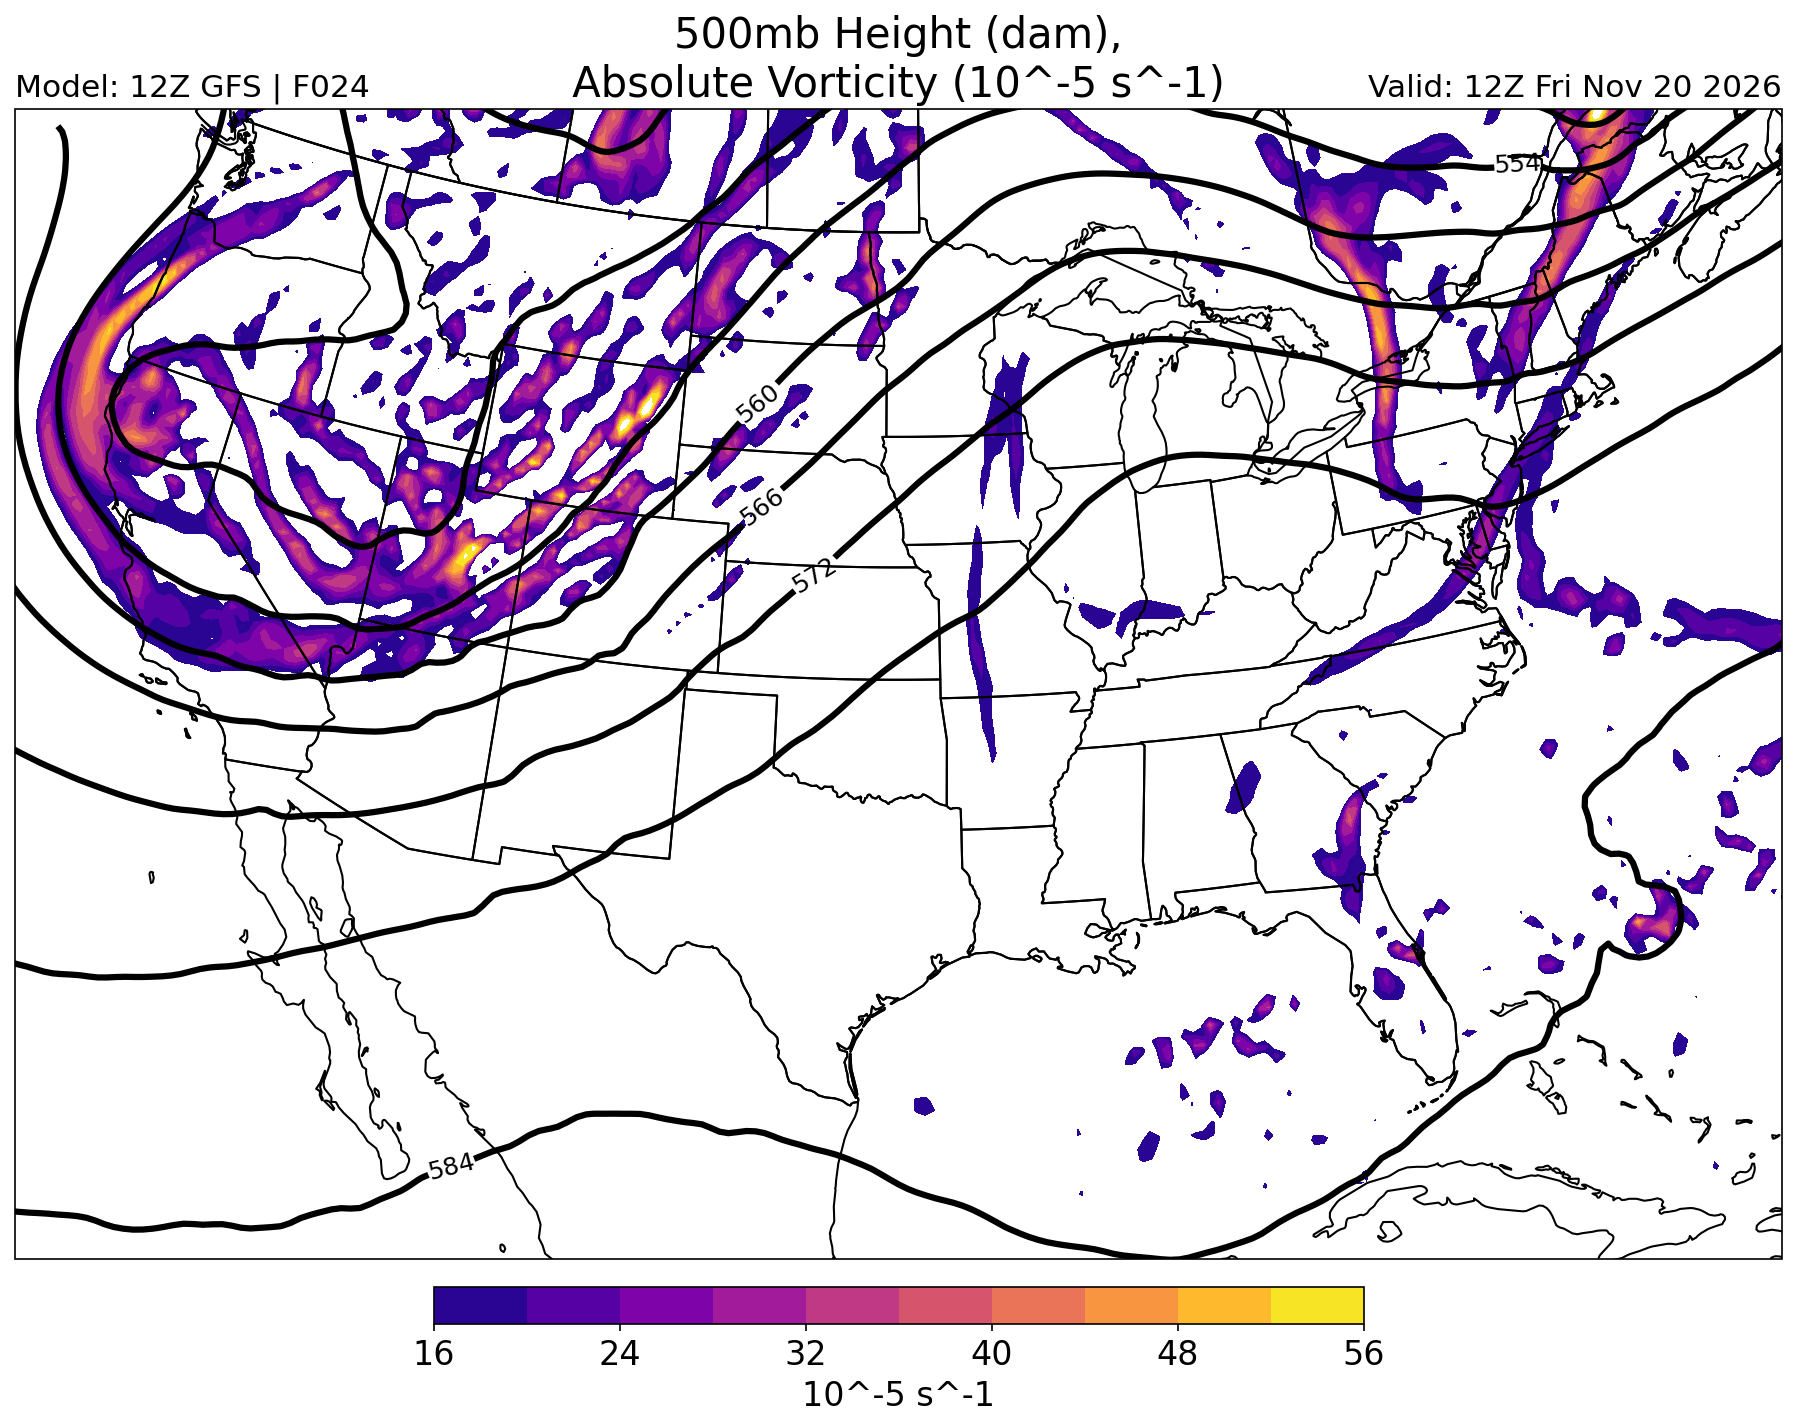 500mb Height (dam),
Model: 12Z GFS | F024
Absolute Vorticity (10^-5 s^-1)
Valid: 12Z Fri Nov 20 2026
554
560
566
572
584
16 24 32 40 48 56
10^-5 s^-1